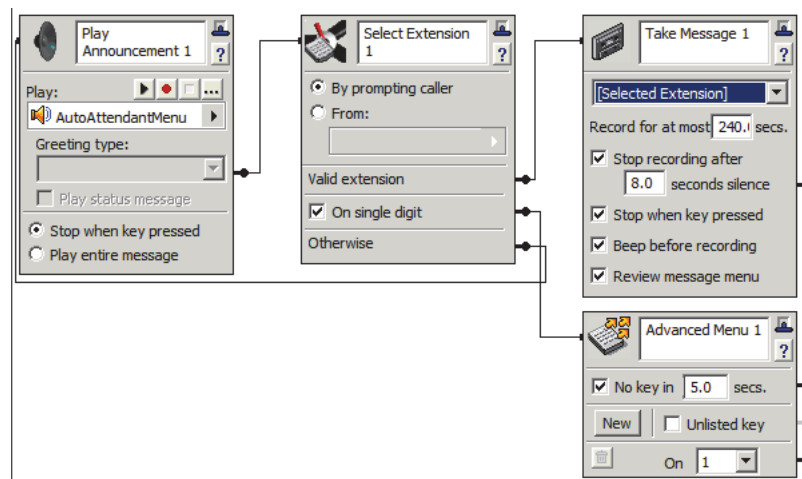 Play
Announcement 1
?
Play:
...
AutoAttendantMenu
Greeting type:
Play status message
Stop when key pressed
Play entire message
Select Extension
1
?
By prompting caller
From:
Valid extension
On single digit
Otherwise
Take Message 1
?
[Selected Extension]
Record for at most 240. secs.
Stop recording after
8.0 seconds silence
Stop when key pressed
Beep before recording
Review message menu
Advanced Menu 1
?
No key in 5.0 secs.
New Unlisted key
On 1